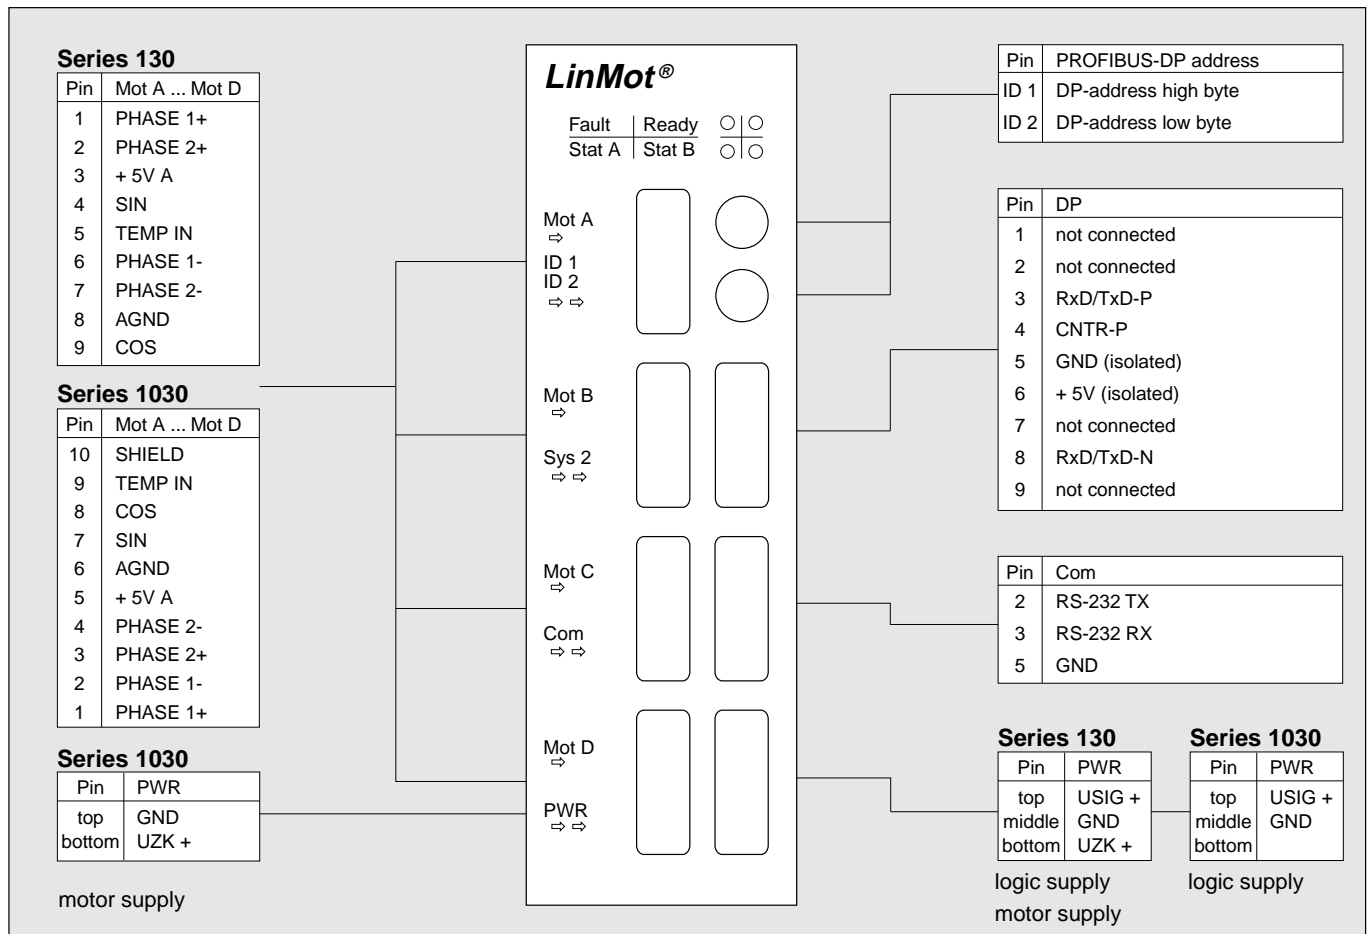 Series 130
Pin Mot A ... Mot D
1 PHASE 1+
2 PHASE 2+
3 + 5V A
4 SIN
5 TEMP IN
6 PHASE 1-
7 PHASE 2-
8 AGND
9 COS
Series 1030
Pin Mot A ... Mot D
10 SHIELD
9 TEMP IN
8 COS
7 SIN
6 AGND
5 + 5V A
4 PHASE 2-
3 PHASE 2+
2 PHASE 1-
1 PHASE 1+
Series 1030
Pin PWR
top GND
bottom UZK +
motor supply
LinMot®
Fault Ready
Stat A Stat B
Mot A
⇨
ID 1
ID 2
⇨ ⇨
Mot B
⇨
Sys 2
⇨ ⇨
Mot C
⇨
Com
⇨ ⇨
Mot D
⇨
PWR
⇨ ⇨
Pin PROFIBUS-DP address
ID 1 DP-address high byte
ID 2 DP-address low byte
Pin DP
1 not connected
2 not connected
3 RxD/TxD-P
4 CNTR-P
5 GND (isolated)
6 + 5V (isolated)
7 not connected
8 RxD/TxD-N
9 not connected
Pin Com
2 RS-232 TX
3 RS-232 RX
5 GND
Series 130
Pin PWR
top USIG +
middle GND
bottom UZK +
logic supply
motor supply
Series 1030
Pin PWR
top USIG +
middle GND
bottom
logic supply